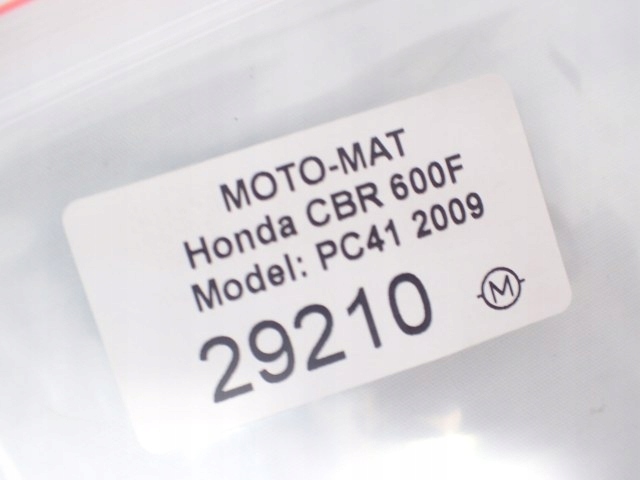 MOTO-MAT
Honda CBR 600F
Model: PC41 2009
29210
M